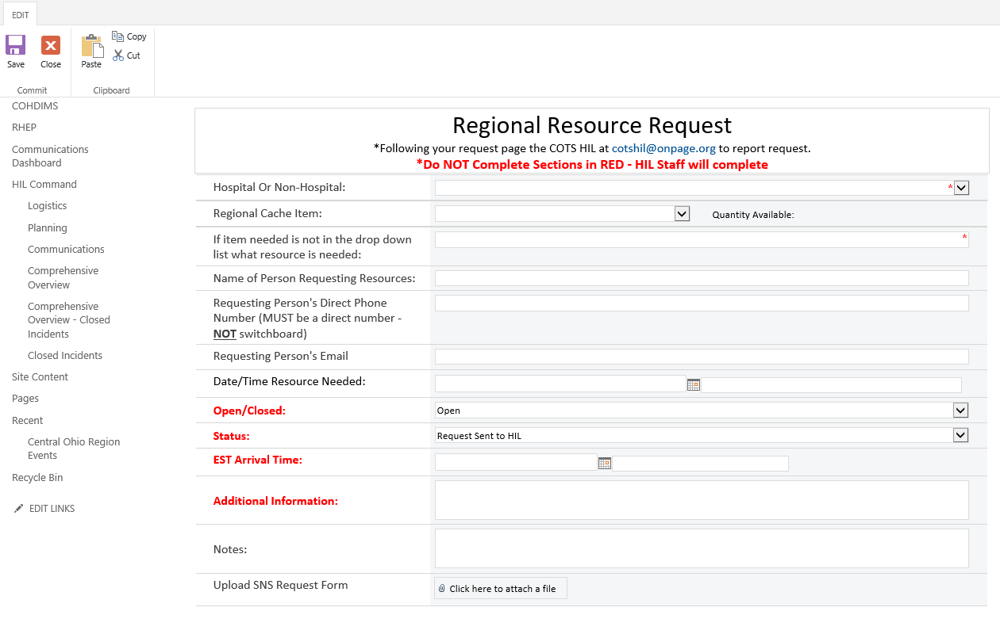 EDIT
Save
Close
Paste
Copy
Cut
Commit
Clipboard
COHDIMS
RHEP
Communications
Dashboard
HIL Command
Logistics
Planning
Communications
Comprehensive
Overview
Comprehensive
Overview - Closed
Incidents
Closed Incidents
Site Content
Pages
Recent
Central Ohio Region
Events
Recycle Bin
EDIT LINKS
Regional Resource Request
*Following your request page the COTS HIL at cotshil@onpage.org to report request.
*Do NOT Complete Sections in RED - HIL Staff will complete
Hospital Or Non-Hospital: *
Regional Cache Item: Quantity Available:
If item needed is not in the drop down *
list what resource is needed:
Name of Person Requesting Resources:
Requesting Person's Direct Phone
Number (MUST be a direct number -
NOT switchboard)
Requesting Person's Email
Date/Time Resource Needed:
Open/Closed: Open
Status: Request Sent to HIL
EST Arrival Time:
Additional Information:
Notes:
Upload SNS Request Form Click here to attach a file